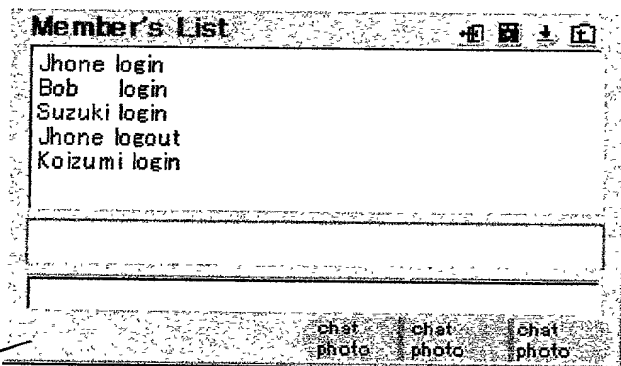 Member's List
Jhone login
Bob login
Suzuki login
Jhone logout
Koizumi login
chat chat chat
photo photo photo